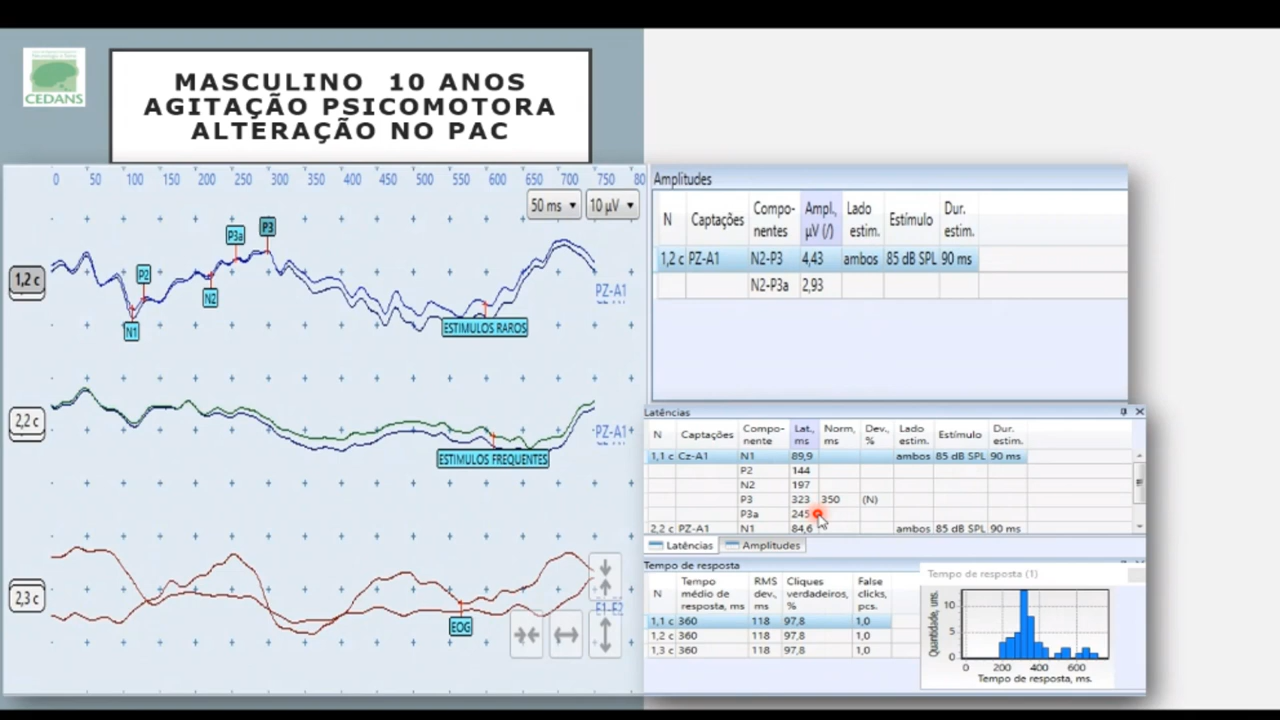 CEDANS
MASCULINO 10 ANOS
AGITAÇÃO PSICOMOTORA
ALTERAÇÃO NO PAC
0 50 100 150 200 250 300 350 400 450 500 550 600 650 700 750 80
50 ms 10 µV
P3a P3
P2
1,2 c
N2
N1
PZ-A1
ESTIMULOS RAROS
2,2 c
PZ-A1
ESTIMULOS FREQUENTES
2,3 c
E1-E2
EOG
Amplitudes
N Captações Compo-nentes Ampl., µV (/) Lado estim. Estímulo Dur. estim.
1,2 c PZ-A1 N2-P3 4,43 ambos 85 dB SPL 90 ms
N2-P3a 2,93
Latências
N Captações Compo-nente Lat., ms Norm, ms Dev., % Lado estim. Estímulo Dur. estim.
1,1 c Cz-A1 N1 89,9 ambos 85 dB SPL 90 ms
P2 144
N2 197
P3 323 350 (N)
P3a 245
2,2 c PZ-A1 N1 84,6 ambos 85 dB SPL 90 ms
Latências Amplitudes
Tempo de resposta
N Tempo médio de resposta, ms RMS dev., ms Cliques verdadeiros, % False clicks, pcs.
1,1 c 360 118 97,8 1,0
1,2 c 360 118 97,8 1,0
1,3 c 360 118 97,8 1,0
Tempo de resposta (1)
Quantidade, uns.
10
5
0
0 200 400 600
Tempo de resposta, ms.